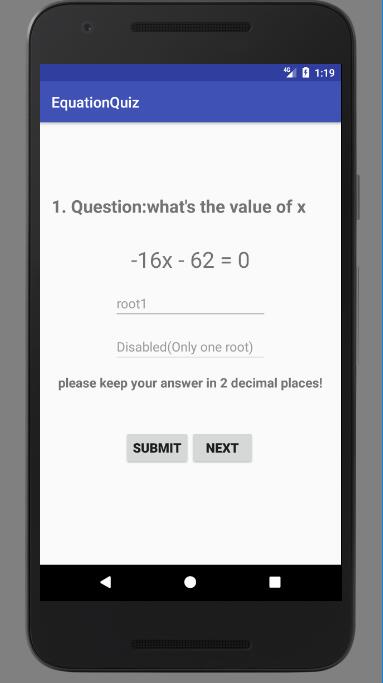 4G 1:19
EquationQuiz
1. Question:what's the value of x
-16x - 62 = 0
root1
Disabled(Only one root)
please keep your answer in 2 decimal places!
SUBMIT NEXT